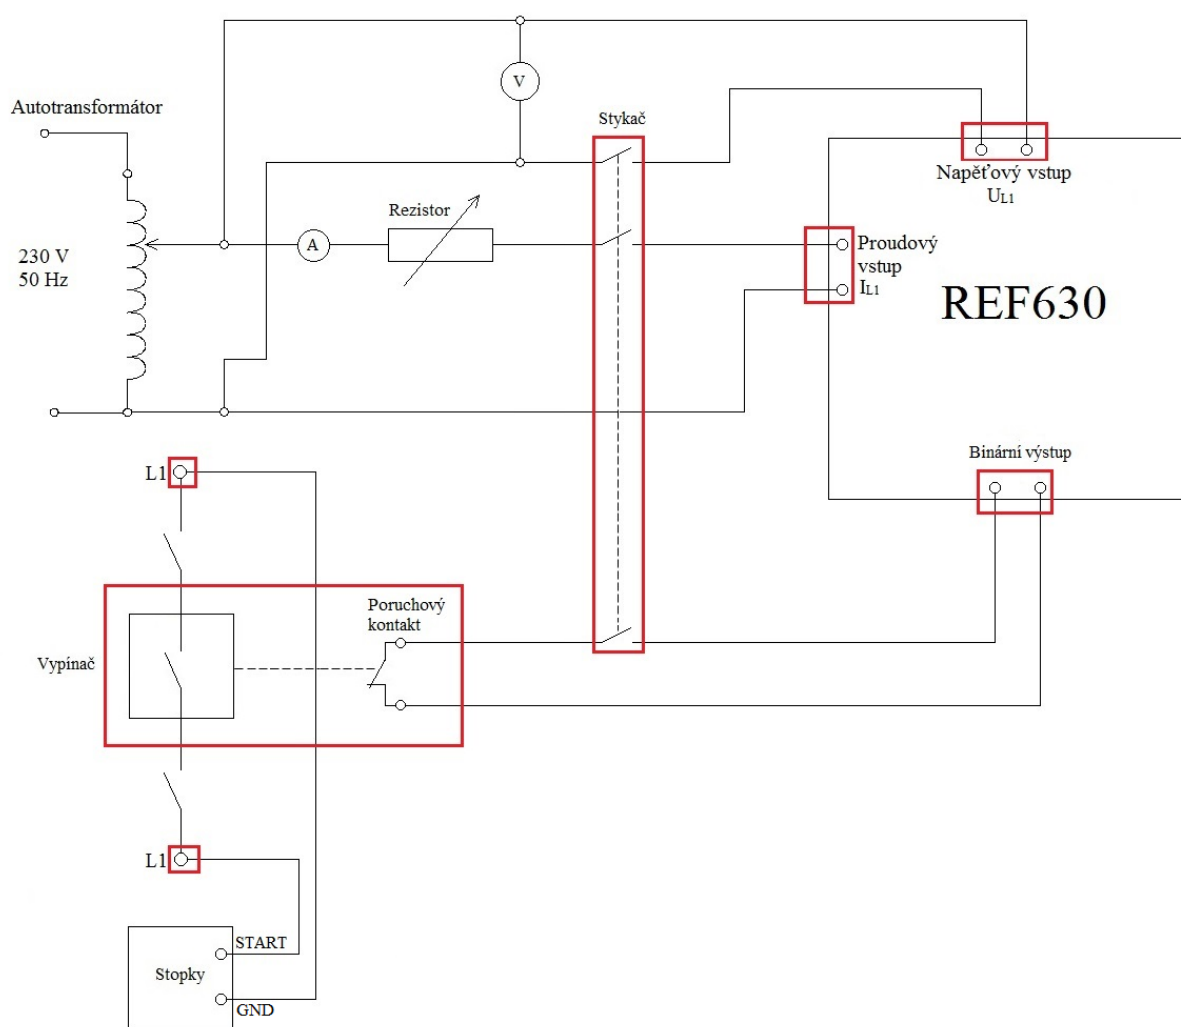 V
Autotransformátor
Stykač
Napěťový vstup
UL1
Rezistor
A
230 V
50 Hz
Proudový
vstup
IL1
REF630
L1
Binární výstup
Poruchový
kontakt
Vypínač
L1
START
Stopky
GND